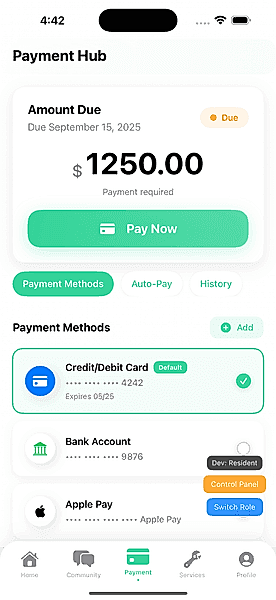 4:42
Payment Hub
Amount Due
Due September 15, 2025
Due
$1250.00
Payment required
Pay Now
Payment Methods
Auto-Pay
History
Payment Methods
Add
Credit/Debit Card
Default
•••• •••• •••• 4242
Expires 05/25
Bank Account
•••• •••• •••• 9876
Dev: Resident
Control Panel
Apple Pay
•••• •••• •••• Apple Pay
Switch Role
Home
Community
Payment
Services
Profile